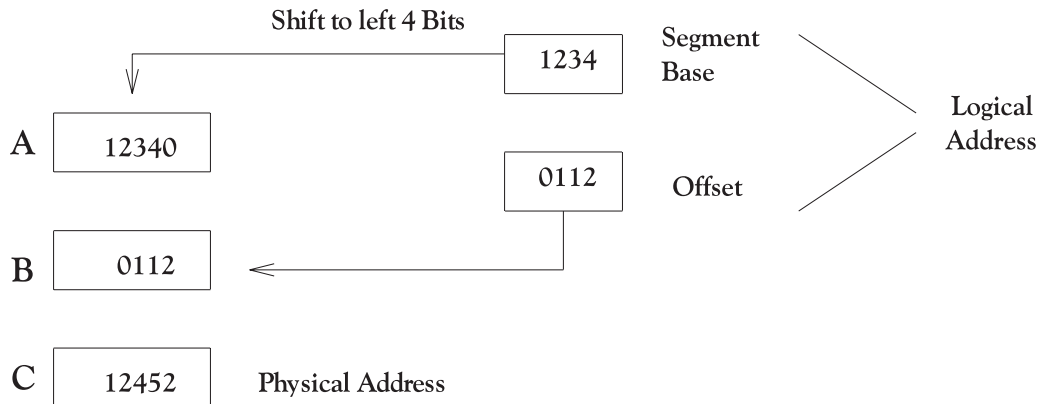 Shift to left 4 Bits
1234
Segment
Base
Logical
Address
A
12340
0112
Offset
B
0112
C
12452
Physical Address